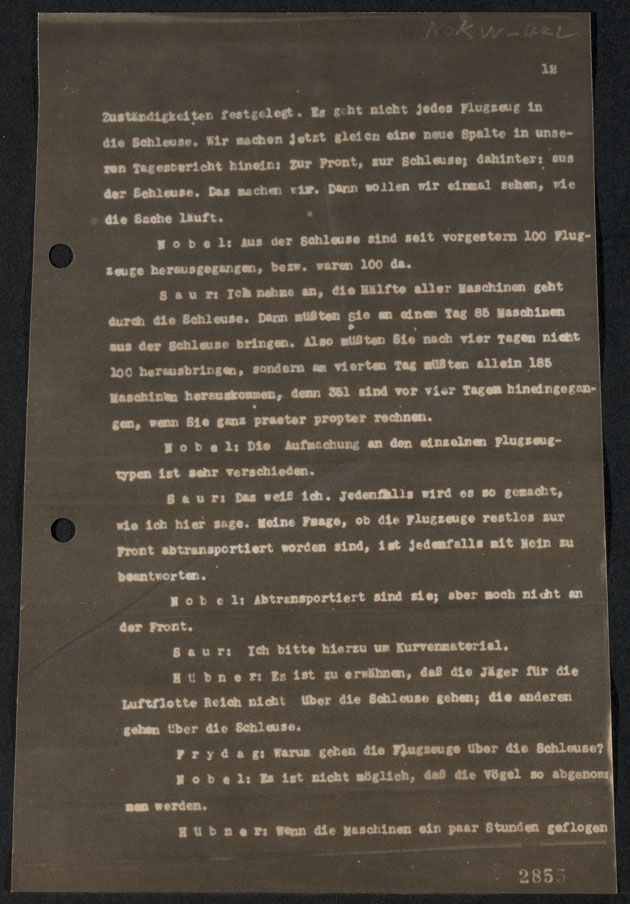 NOKW-442
12
Zuständigkeiten festgelegt. Es geht nicht jedes Flugzeug in
die Schleuse. Wir machen jetzt gleich eine neue Spalte in unse-
ren Tagesbericht hinein: Zur Front, zur Schleuse; dahinter: aus
der Schleuse. Das machen wir. Dann wollen wir einmal sehen, wie
die Sache läuft.
N o b e l: Aus der Schleuse sind seit vorgestern 100 Flug-
zeuge herausgegangen, bezw. waren 100 da.
S a u r: Ich nehme an, die Hälfte aller Maschinen geht
durch die Schleuse. Dann müßten Sie an einem Tag 85 Maschinen
aus der Schleuse bringen. Also müßten Sie nach vier Tagen nicht
100 herausbringen, sondern am vierten Tag müßten allein 185
Maschinen herauskommen, denn 351 sind vor vier Tagen hineingegan-
gen, wenn Sie ganz praeter propter rechnen.
N o b e l: Die Aufmachung an den einzelnen Flugzeug-
typen ist sehr verschieden.
S a u r: Das weiß ich. Jedenfalls wird es so gemacht,
wie ich hier sage. Meine Frage, ob die Flugzeuge restlos zur
Front abtransportiert worden sind, ist jedenfalls mit Nein zu
beantworten.
N o b e l: Abtransportiert sind sie; aber noch nicht an
der Front.
S a u r: Ich bitte hierzu um Kurvenmaterial.
H ü b n e r: Es ist zu erwähnen, daß die Jäger für die
Luftflotte Reich nicht über die Schleuse gehen; die anderen
gehen über die Schleuse.
F r y d a g: Warum gehen die Flugzeuge über die Schleuse?
N o b e l: Es ist nicht möglich, daß die Vögel so abgenom
men werden.
H ü b n e r: Wenn die Maschinen ein paar Stunden geflogen
2855